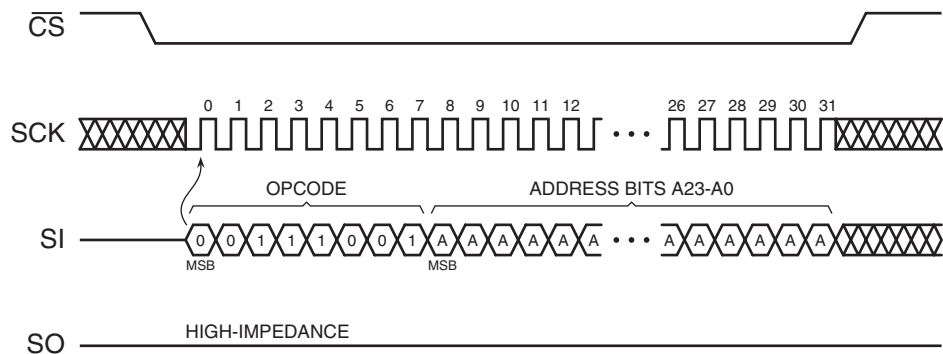 CS
0 1 2 3 4 5 6 7 8 9 10 11 12 26 27 28 29 30 31
SCK
OPCODE ADDRESS BITS A23-A0
SI 0 0 1 1 1 0 0 1 A A A A A A A A A A A A
MSB MSB
HIGH-IMPEDANCE
SO